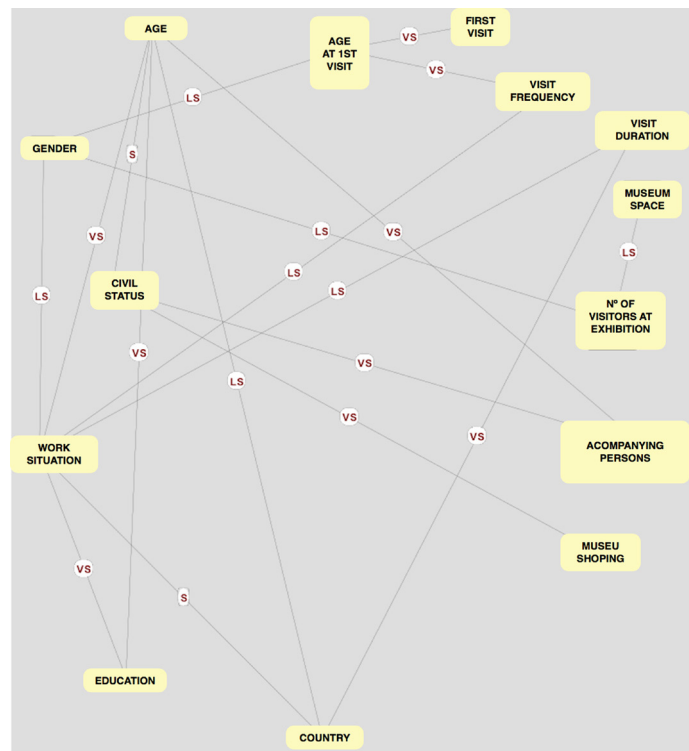 AGE
AGE
AT 1ST
VISIT
VS
FIRST
VISIT
VS
VISIT
FREQUENCY
LS
VISIT
DURATION
GENDER
S
MUSEUM
SPACE
VS
LS
VS
LS
CIVIL
STATUS
LS
LS
LS
Nº OF
VISITORS AT
EXHIBITION
VS
VS
LS
VS
VS
WORK
SITUATION
ACOMPANYING
PERSONS
MUSEU
SHOPING
VS
S
EDUCATION
COUNTRY